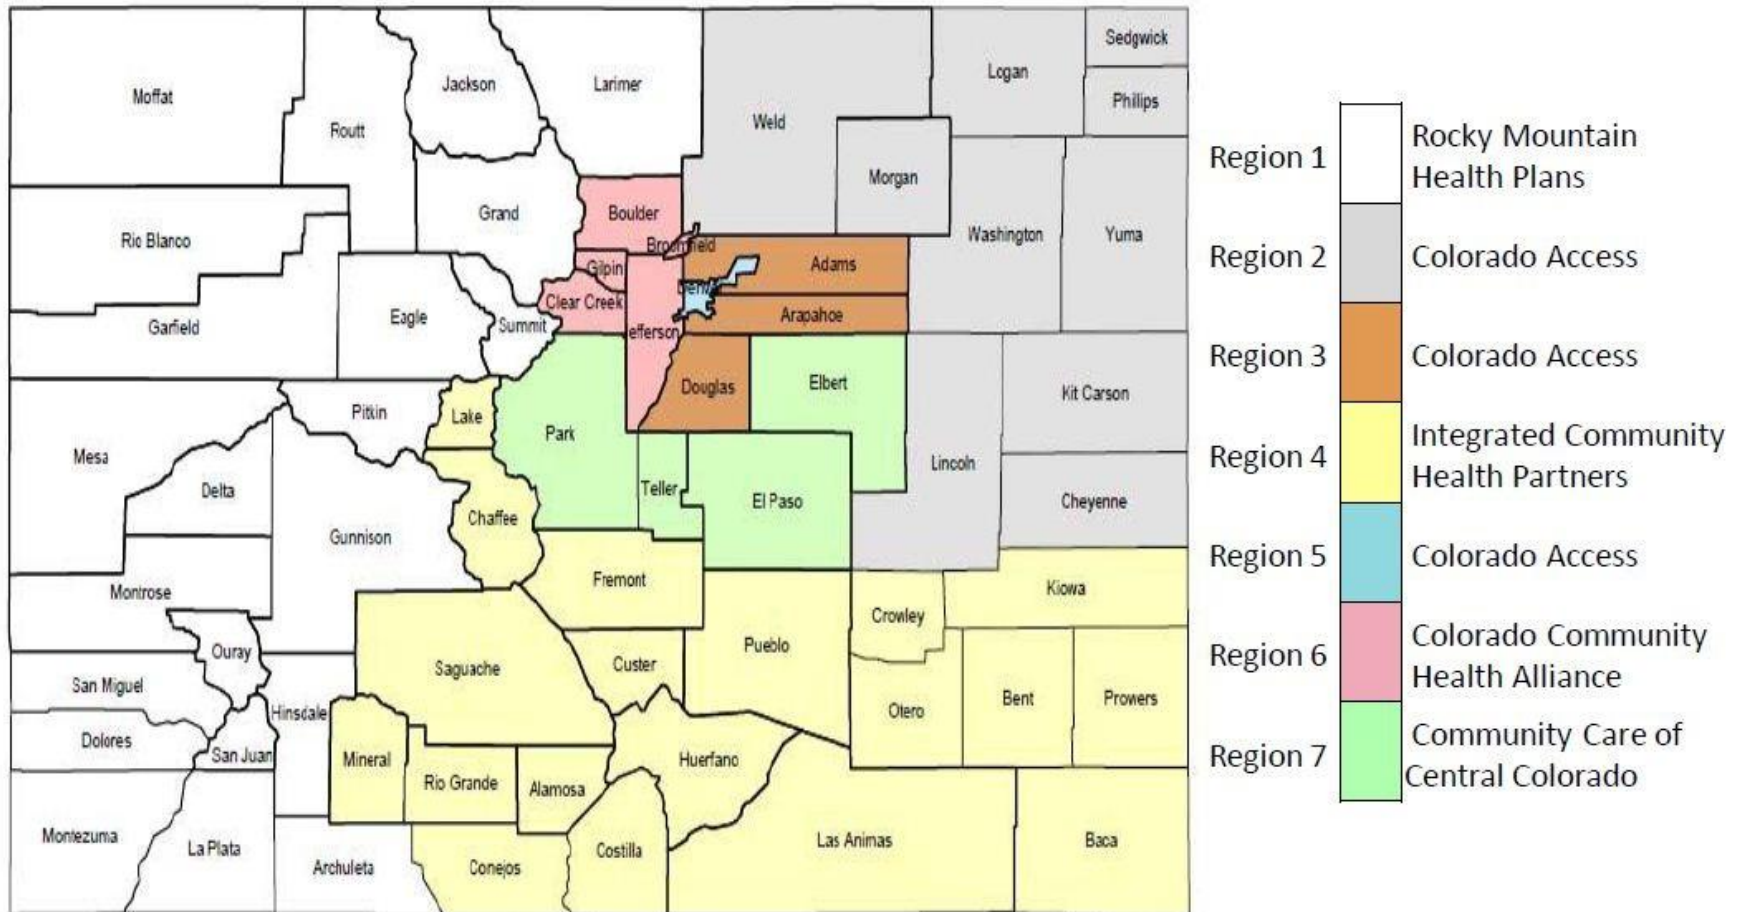 Moffat
Routt
Jackson
Larimer
Weld
Logan
Sedgwick
Phillips
Morgan
Washington
Yuma
Rio Blanco
Grand
Boulder
Broomfield
Gilpin
Clear Creek
efferson
Adams
Arapahoe
Garfield
Eagle
Summit
Douglas
Elbert
Kit Carson
Lincoln
Cheyenne
Mesa
Pitkin
Lake
Park
Teller
El Paso
Delta
Gunnison
Chaffee
Fremont
Kiowa
Crowley
Montrose
Ouray
Saguache
Custer
Pueblo
Otero
Bent
Prowers
San Miguel
Hinsdale
Dolores
San Juan
Mineral
Rio Grande
Alamosa
Huerfano
Montezuma
La Plata
Archuleta
Conejos
Costilla
Las Animas
Baca
Region 1
Rocky Mountain
Health Plans
Region 2
Colorado Access
Region 3
Colorado Access
Region 4
Integrated Community
Health Partners
Region 5
Colorado Access
Region 6
Colorado Community
Health Alliance
Region 7
Community Care of
Central Colorado